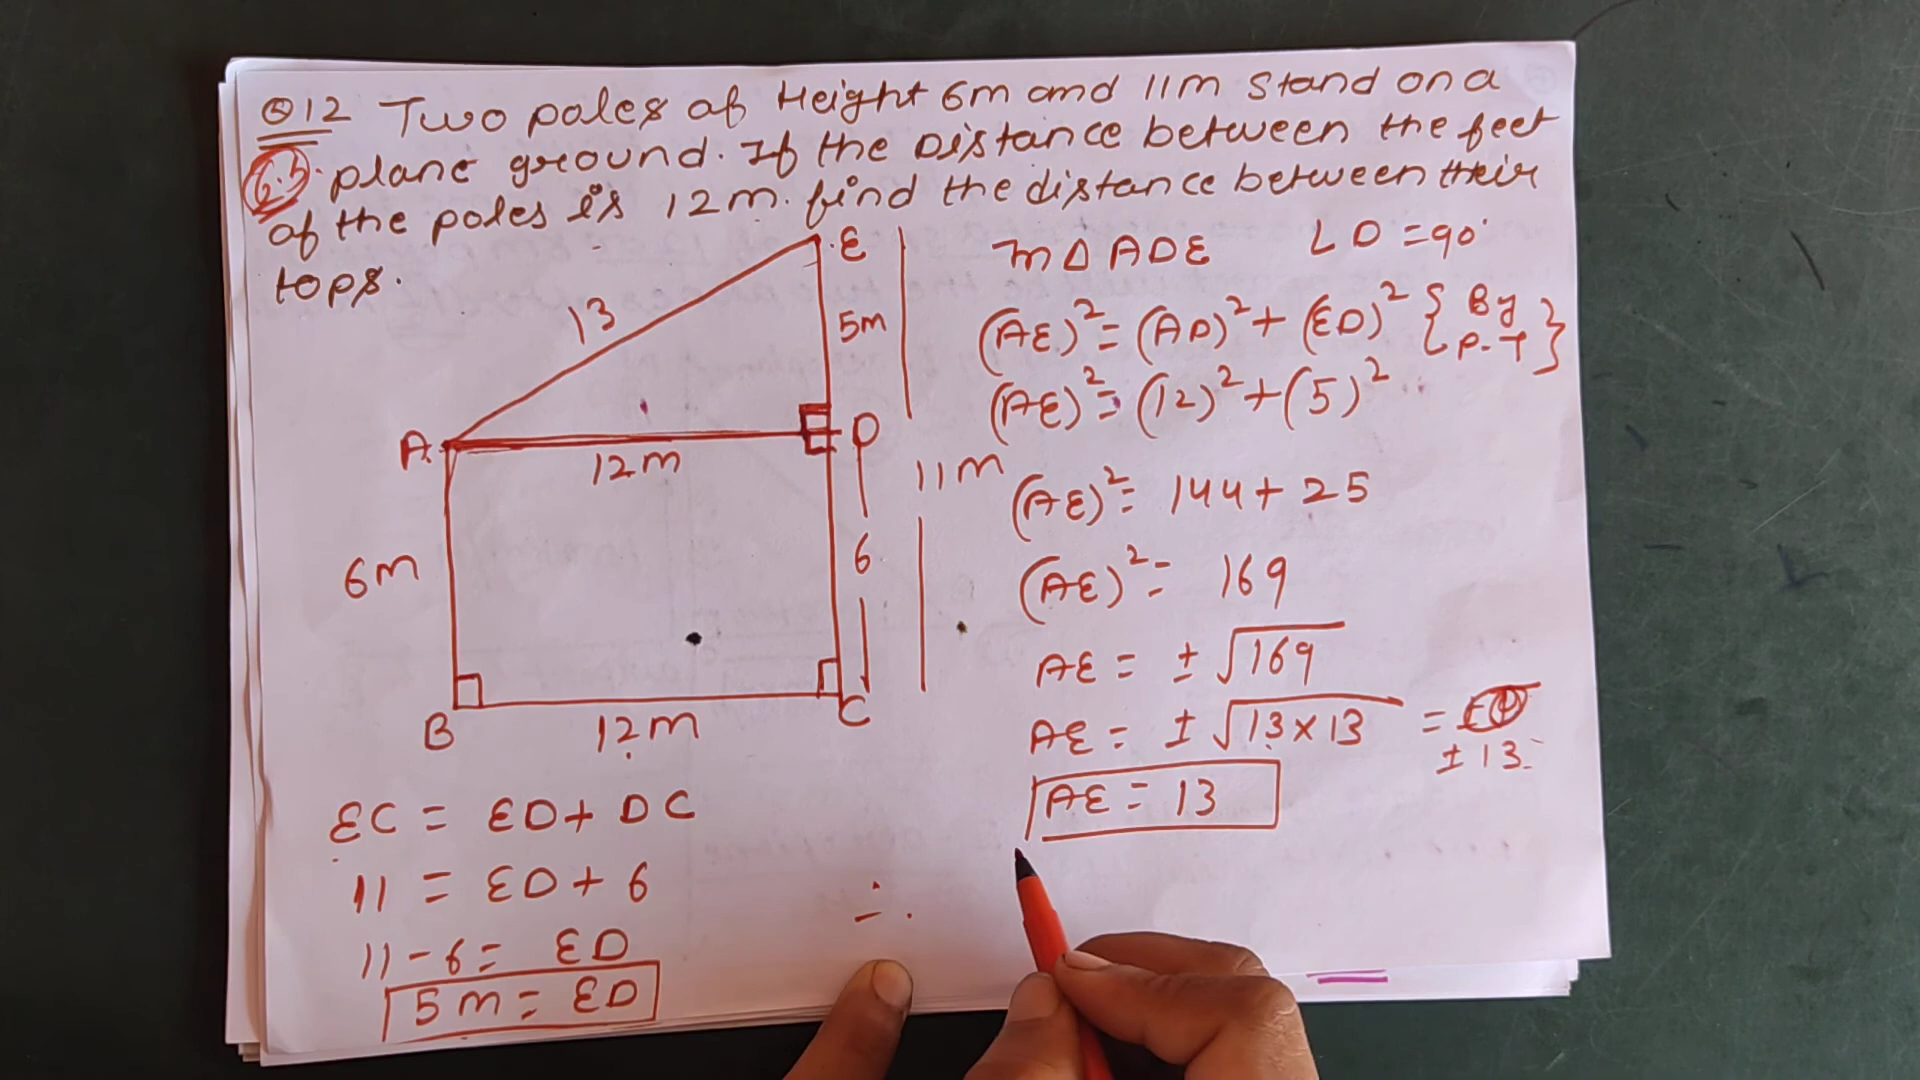 Q12 Two poles of Height 6m and 11m stand on a
6.5. plane ground. If the Distance between the feet
of the poles is 12m. find the distance between their
tops.
E
13
5m
A
12m
D
11m
6m
6
B
12m
C
EC = ED + DC
11 = ED + 6
11 - 6 = ED
5m = ED
In Δ ADE ∠D = 90°
(AE)² = (AD)² + (ED)² {By P.T}
(AE)² = (12)² + (5)²
(AE)² = 144 + 25
(AE)² = 169
AE = ± √169
AE = ± √13×13 = ±13
AE = 13
∴